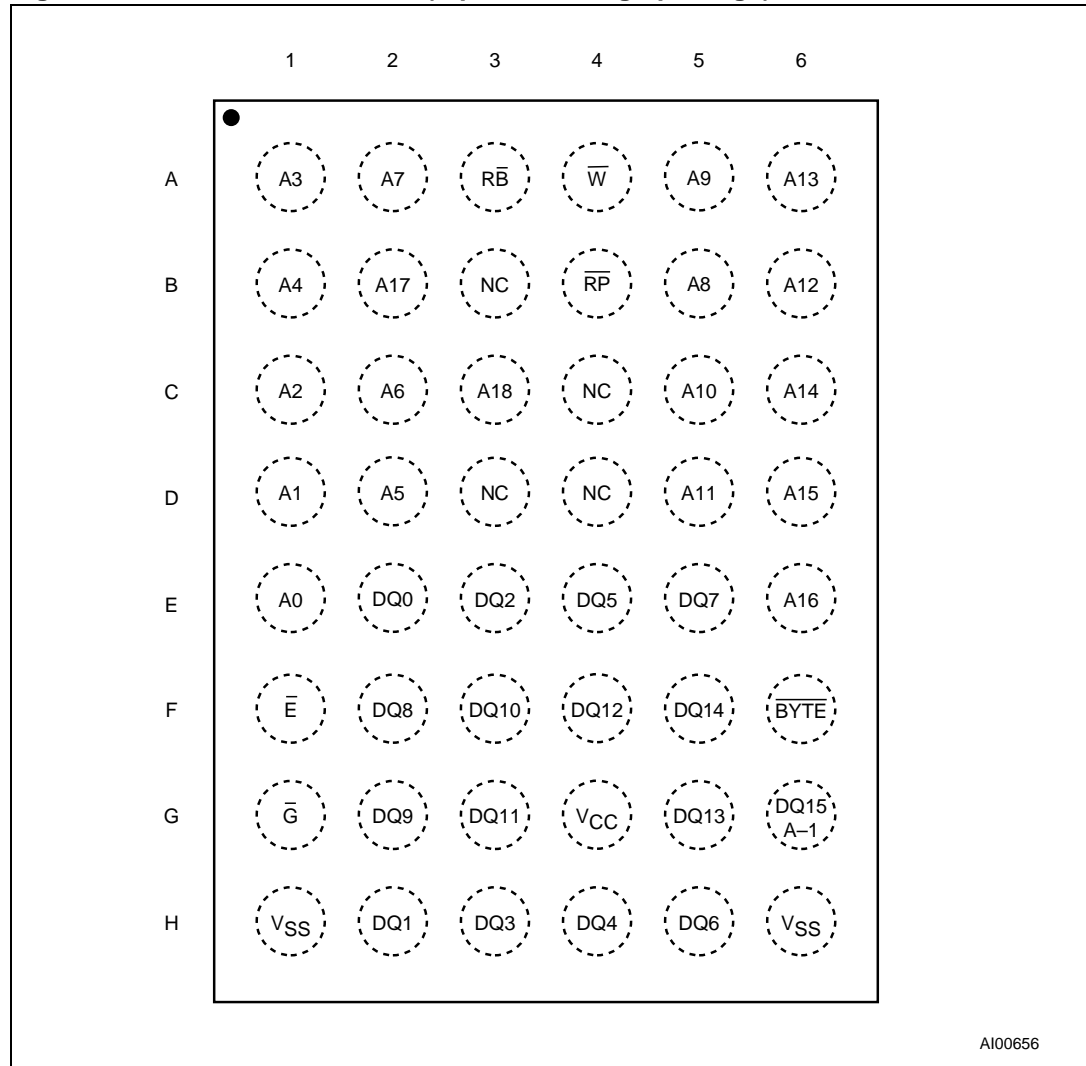 1 2 3 4 5 6
A A3 A7 RB̅ W̅ A9 A13
B A4 A17 NC R̅P̅ A8 A12
C A2 A6 A18 NC A10 A14
D A1 A5 NC NC A11 A15
E A0 DQ0 DQ2 DQ5 DQ7 A16
F E̅ DQ8 DQ10 DQ12 DQ14 B̅Y̅T̅E̅
G G̅ DQ9 DQ11 VCC DQ13 DQ15 A–1
H VSS DQ1 DQ3 DQ4 DQ6 VSS
AI00656